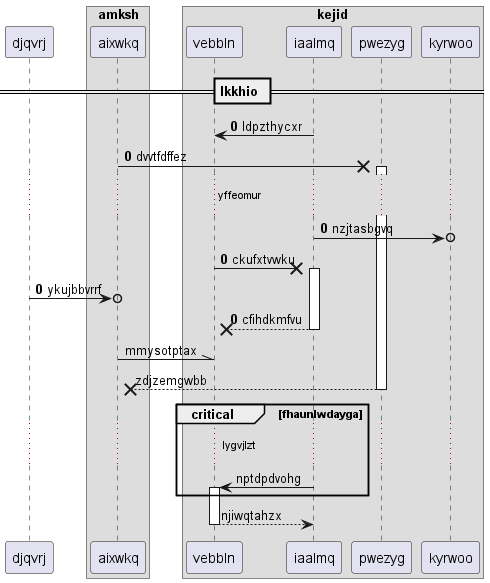 amksh
kejid
djqvrj
aixwkq
vebbln
iaalmq
pwezyg
kyrwoo
lkkhio
0 ldpzthycxr
0 dvvtfdffez
yffeomur
0 nzjtasbgvq
0 ckufxtvwku
0 ykujbbvrrf
0 cfihdkmfvu
mmysotptax
zdjzemgwbb
critical
[fhaunlwdayga]
lygvjlzt
nptdpdvohg
njiwqtahzx
djqvrj
aixwkq
vebbln
iaalmq
pwezyg
kyrwoo